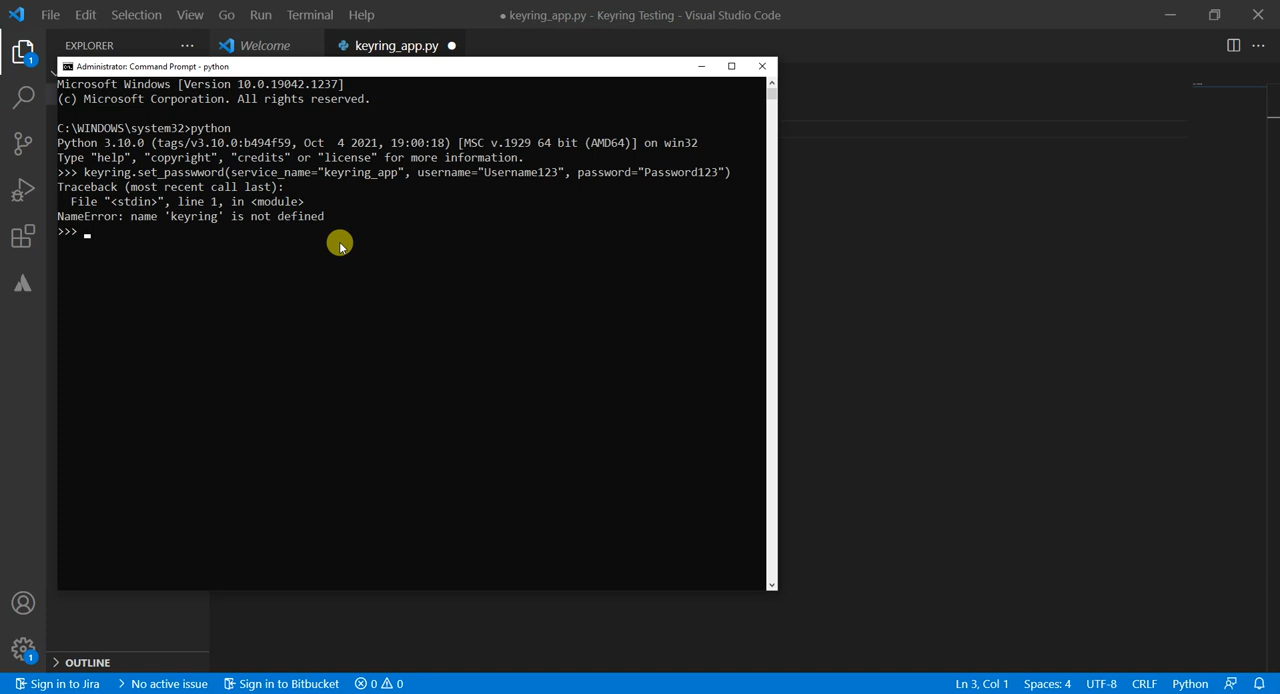 File Edit Selection View Go Run Terminal Help
● keyring_app.py - Keyring Testing - Visual Studio Code
EXPLORER
Welcome
keyring_app.py
Administrator: Command Prompt - python
Microsoft Windows [Version 10.0.19042.1237]
(c) Microsoft Corporation. All rights reserved.
C:\WINDOWS\system32>python
Python 3.10.0 (tags/v3.10.0:b494f59, Oct  4 2021, 19:00:18) [MSC v.1929 64 bit (AMD64)] on win32
Type "help", "copyright", "credits" or "license" for more information.
>>> keyring.set_passwword(service_name="keyring_app", username="Username123", password="Password123")
Traceback (most recent call last):
  File "<stdin>", line 1, in <module>
NameError: name 'keyring' is not defined
>>>
1
1
OUTLINE
Sign in to Jira
No active issue
Sign in to Bitbucket
0 0
Ln 3, Col 1
Spaces: 4
UTF-8
CRLF
Python